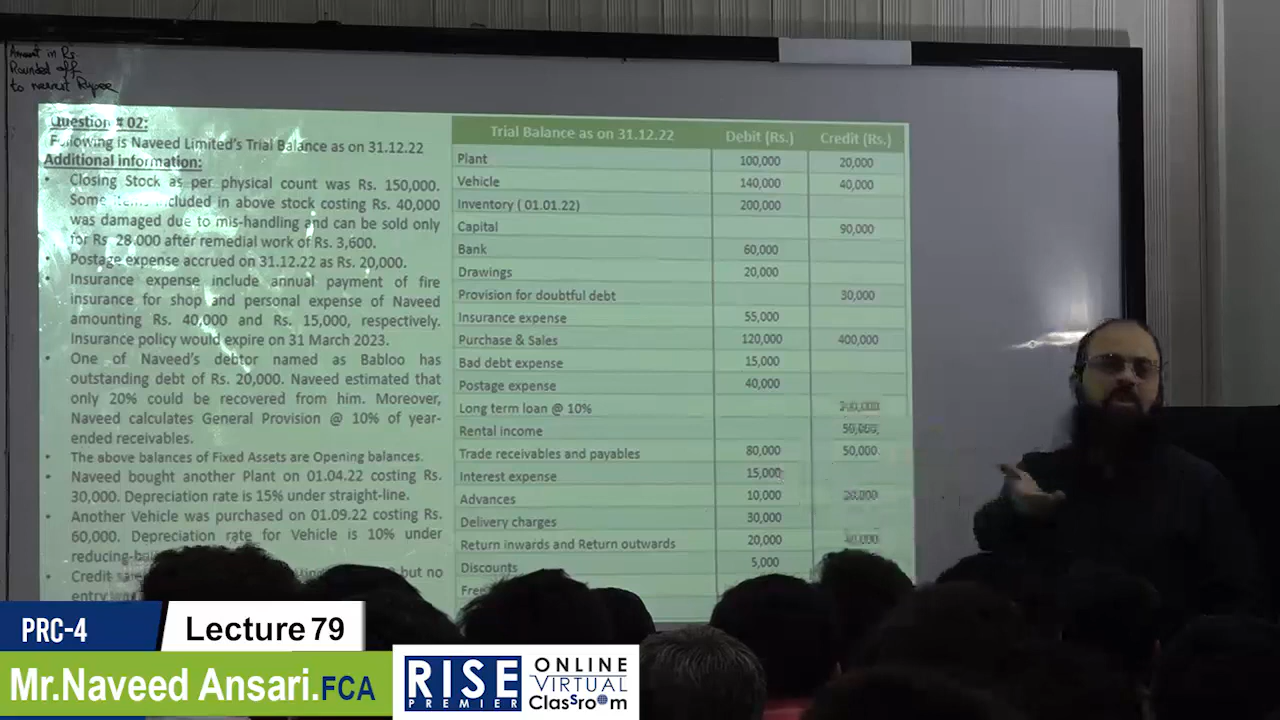 Amount in Rs.
Rounded off
to nearest Rupee
Question # 02:
Following is Naveed Limited's Trial Balance as on 31.12.22
Additional information:
• Closing Stock as per physical count was Rs. 150,000.
Some items included in above stock costing Rs. 40,000
was damaged due to mis-handling and can be sold only
for Rs. 28,000 after remedial work of Rs. 3,600.
• Postage expense accrued on 31.12.22 as Rs. 20,000.
• Insurance expense include annual payment of fire
insurance for shop and personal expense of Naveed
amounting Rs. 40,000 and Rs. 15,000, respectively.
Insurance policy would expire on 31 March 2023.
• One of Naveed's debtor named as Babloo has
outstanding debt of Rs. 20,000. Naveed estimated that
only 20% could be recovered from him. Moreover,
Naveed calculates General Provision @ 10% of year-
ended receivables.
• The above balances of Fixed Assets are Opening balances.
• Naveed bought another Plant on 01.04.22 costing Rs.
30,000. Depreciation rate is 15% under straight-line.
• Another Vehicle was purchased on 01.09.22 costing Rs.
60,000. Depreciation rate for Vehicle is 10% under
• Credit but no
Trial Balance as on 31.12.22 Debit (Rs.) Credit (Rs.)
Plant 100,000 20,000
Vehicle 140,000 40,000
Inventory ( 01.01.22) 200,000
Capital 90,000
Bank 60,000
Drawings 20,000
Provision for doubtful debt 30,000
Insurance expense 55,000
Purchase & Sales 120,000 400,000
Bad debt expense 15,000
Postage expense 40,000
Long term loan @ 10%
Rental income 50,000
Trade receivables and payables 80,000 50,000
Interest expense 15,000
Advances 10,000
Delivery charges 30,000
Return inwards and Return outwards 20,000
Discounts 5,000
PRC-4
Lecture 79
Mr.Naveed Ansari.FCA
RISE
PREMIER
ONLINE
VIRTUAL
Classroom